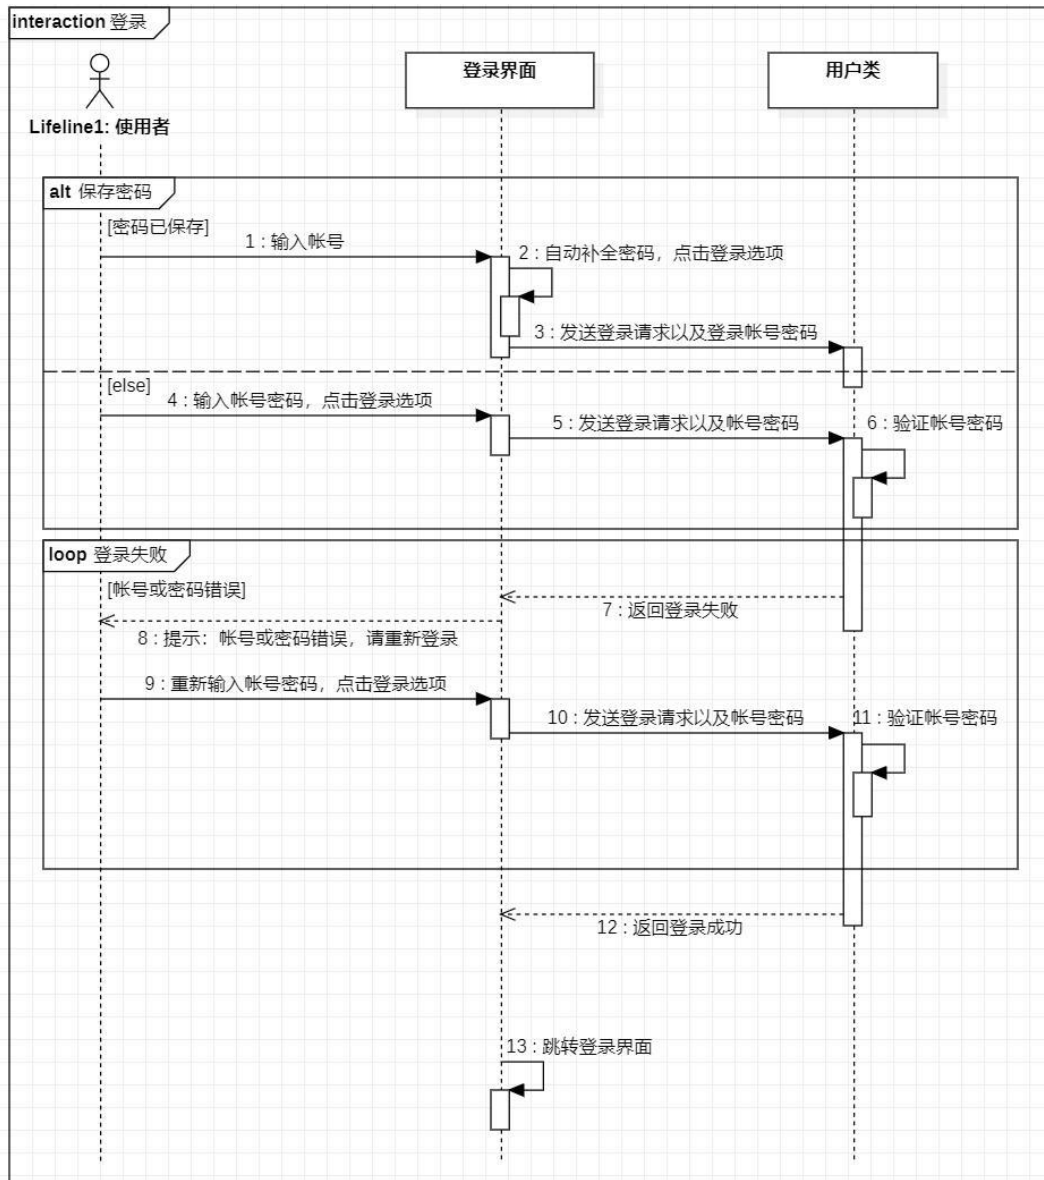 interaction 登录
登录界面
用户类
Lifeline1: 使用者
alt 保存密码
[密码已保存]
1 : 输入帐号
2 : 自动补全密码，点击登录选项
3 : 发送登录请求以及登录帐号密码
[else]
4 : 输入帐号密码，点击登录选项
5 : 发送登录请求以及帐号密码
6 : 验证帐号密码
loop 登录失败
[帐号或密码错误]
7 : 返回登录失败
8 : 提示：帐号或密码错误，请重新登录
9 : 重新输入帐号密码，点击登录选项
10 : 发送登录请求以及帐号密码
11 : 验证帐号密码
12 : 返回登录成功
13 : 跳转登录界面